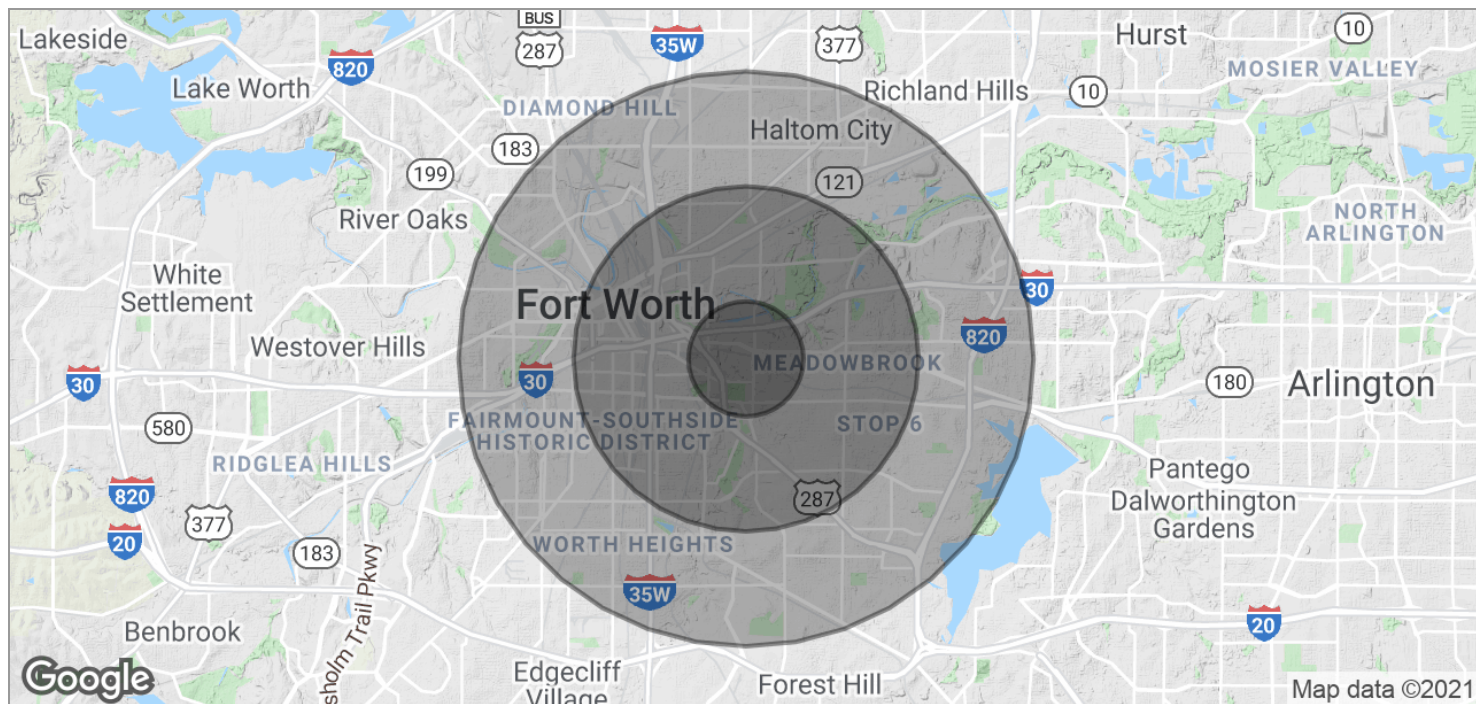 BUS
287
35W
377
10
Hurst
Lakeside
820
MOSIER VALLEY
Lake Worth
Richland Hills
10
DIAMOND HILL
Haltom City
183
199
121
River Oaks
NORTH
ARLINGTON
White
Settlement
30
Fort Worth
820
Westover Hills
MEADOWBROOK
30
30
180
Arlington
580
FAIRMOUNT-SOUTHSIDE
HISTORIC DISTRICT
STOP 6
RIDGLEA HILLS
Pantego
820
287
Dalworthington
Gardens
377
20
183
WORTH HEIGHTS
35W
sholm Trail Pkwy
20
Benbrook
Edgecliff
Village
Forest Hill
Google
Map data ©2021